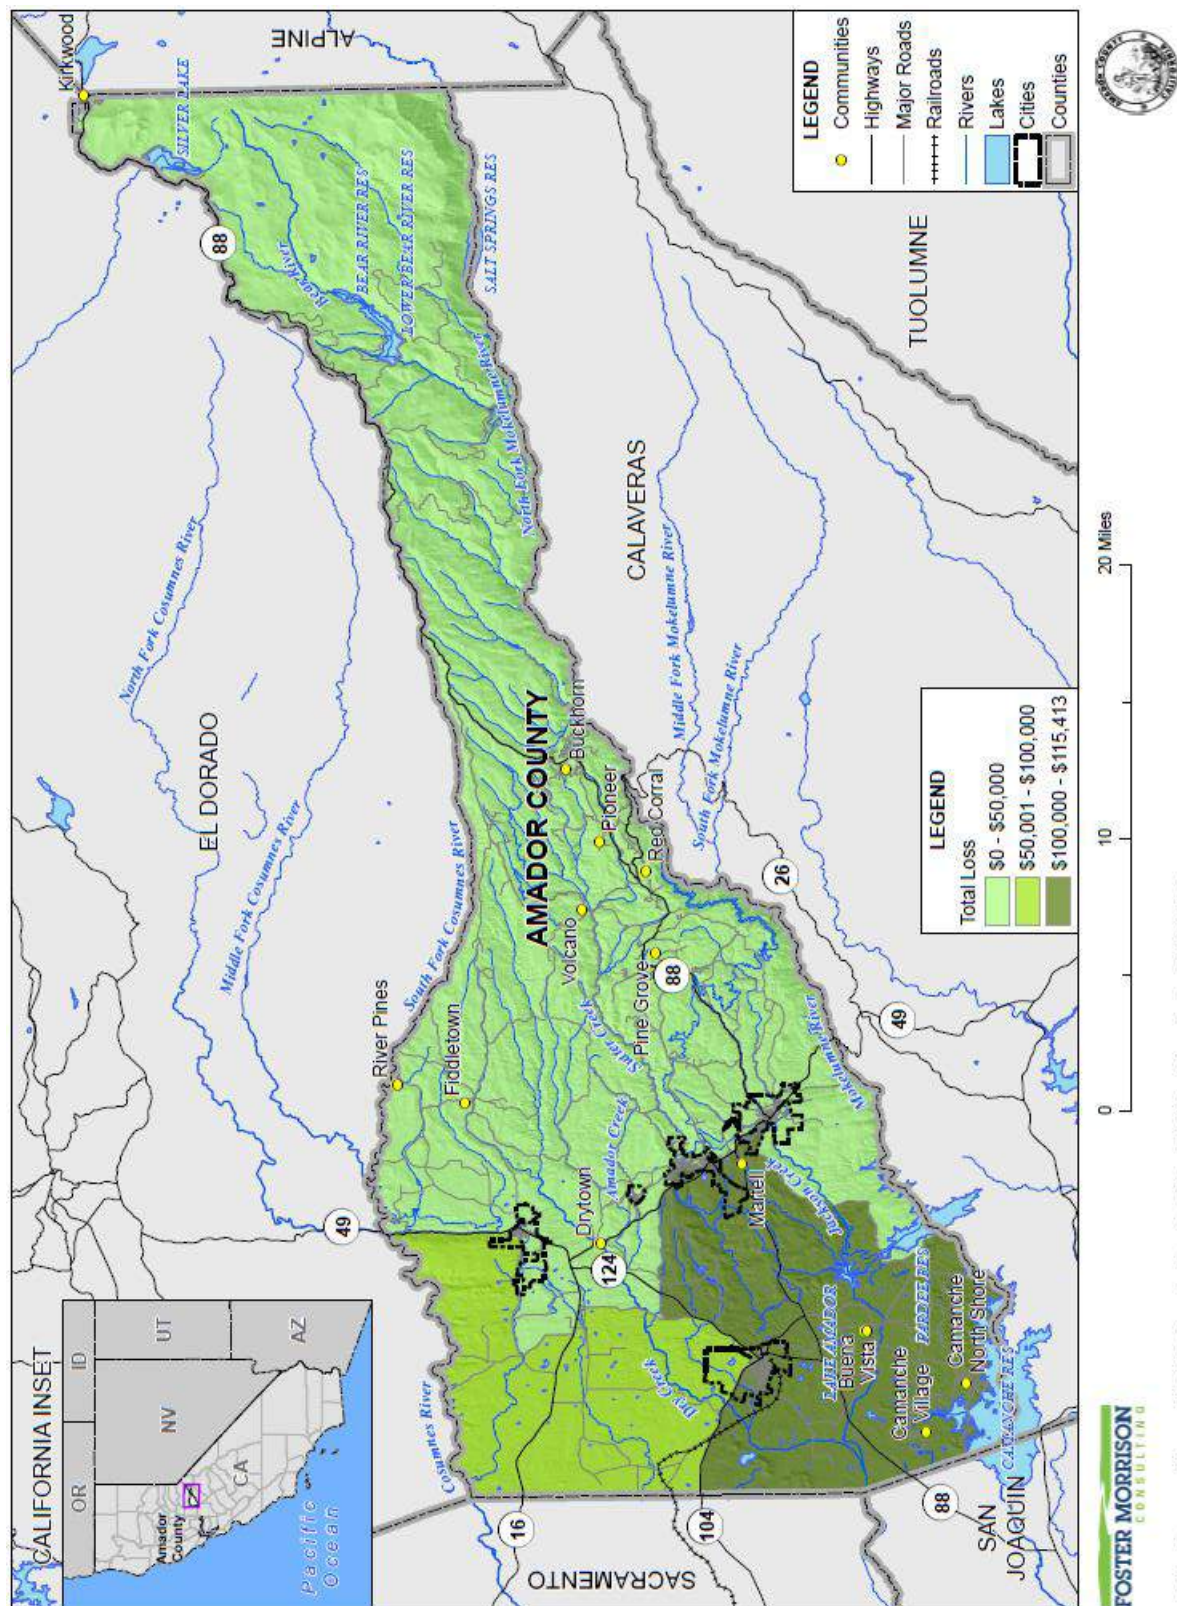 CALIFORNIA INSET
OR
ID
NV
UT
CA
AZ
Amador
County
Pacific
Ocean
EL DORADO
ALPINE
SACRAMENTO
SAN
JOAQUIN
CALAVERAS
TUOLUMNE
AMADOR COUNTY
Kirkwood
SILVER LAKE
88
Bear River
BEAR RIVER RES
LOWER BEAR RIVER RES
SALT SPRINGS RES
North Fork Mokelumne River
North Fork Cosumnes River
Middle Fork Cosumnes River
South Fork Cosumnes River
Cosumnes River
River Pines
Fiddletown
49
16
Drytown
124
Amador Creek
Sutter Creek
Volcano
Buckhorn
Pioneer
Red Corral
Pine Grove
88
Middle Fork Mokelumne River
South Fork Mokelumne River
26
49
Mokelumne River
Martell
Jackson Creek
Dry Creek
104
LAKE AMADOR
Buena
Vista
PARDEE RES
Camanche
Village
Camanche
North Shore
CAMANCHE RES
88
LEGEND
Total Loss
$0 - $50,000
$50,001 - $100,000
$100,000 - $115,413
LEGEND
Communities
Highways
Major Roads
Railroads
Rivers
Lakes
Cities
Counties
0
10
20 Miles
FOSTER MORRISON
CONSULTING
AMADOR COUNTY